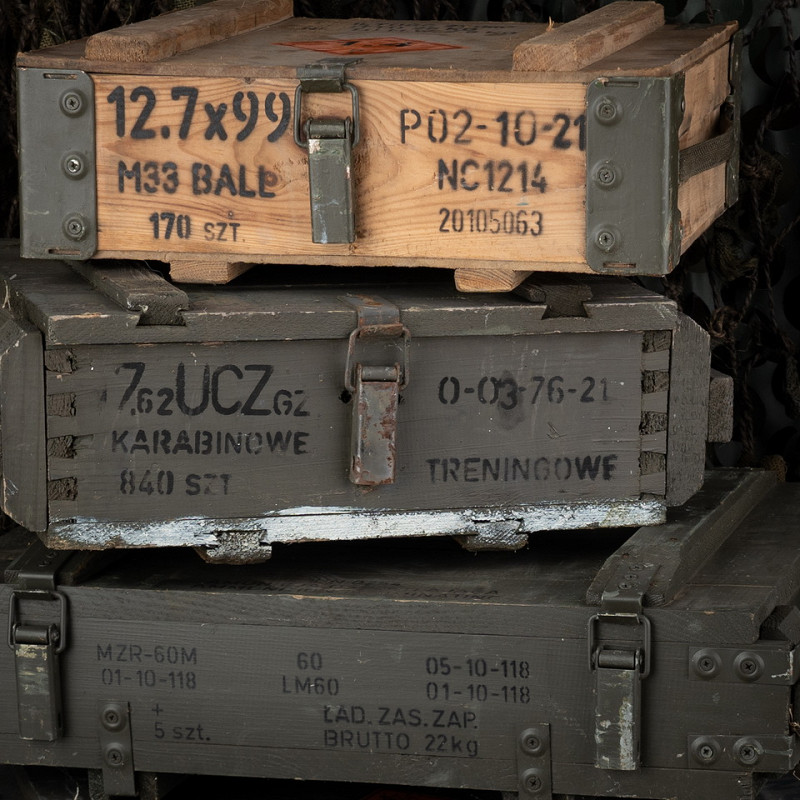 12.7x99
M33 BALL
170 SZT.
P02-10-21
NC1214
20105063
7,62UCZGZ
KARABINOWE
840 SZT
0-03-76-21
TRENINGOWE
MZR-60M
01-10-118
+
5 szt.
60
LM60
05-10-118
01-10-118
ŁAD. ZAS. ZAP.
BRUTTO 22kg